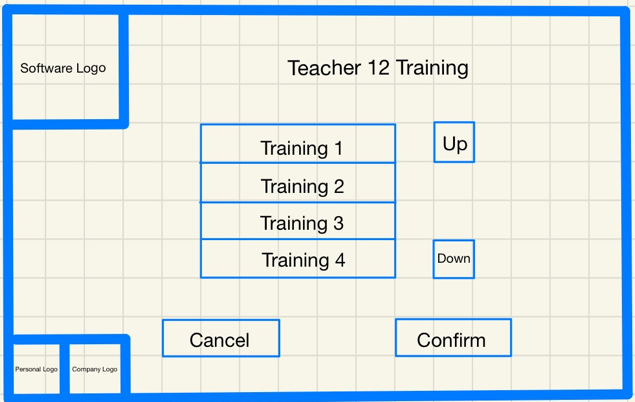 Software Logo
Teacher 12 Training
Training 1
Up
Training 2
Training 3
Training 4
Down
Cancel
Confirm
Personal Logo
Company Logo